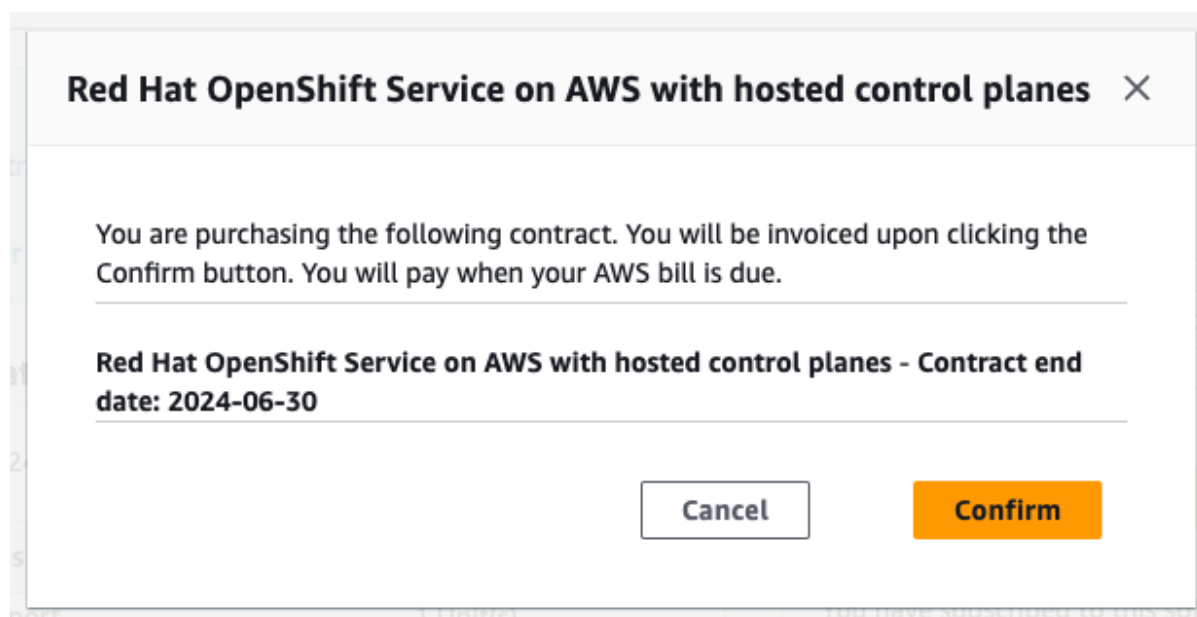 Red Hat OpenShift Service on AWS with hosted control planes
You are purchasing the following contract. You will be invoiced upon clicking the
Confirm button. You will pay when your AWS bill is due.
Red Hat OpenShift Service on AWS with hosted control planes - Contract end
date: 2024-06-30
Cancel
Confirm